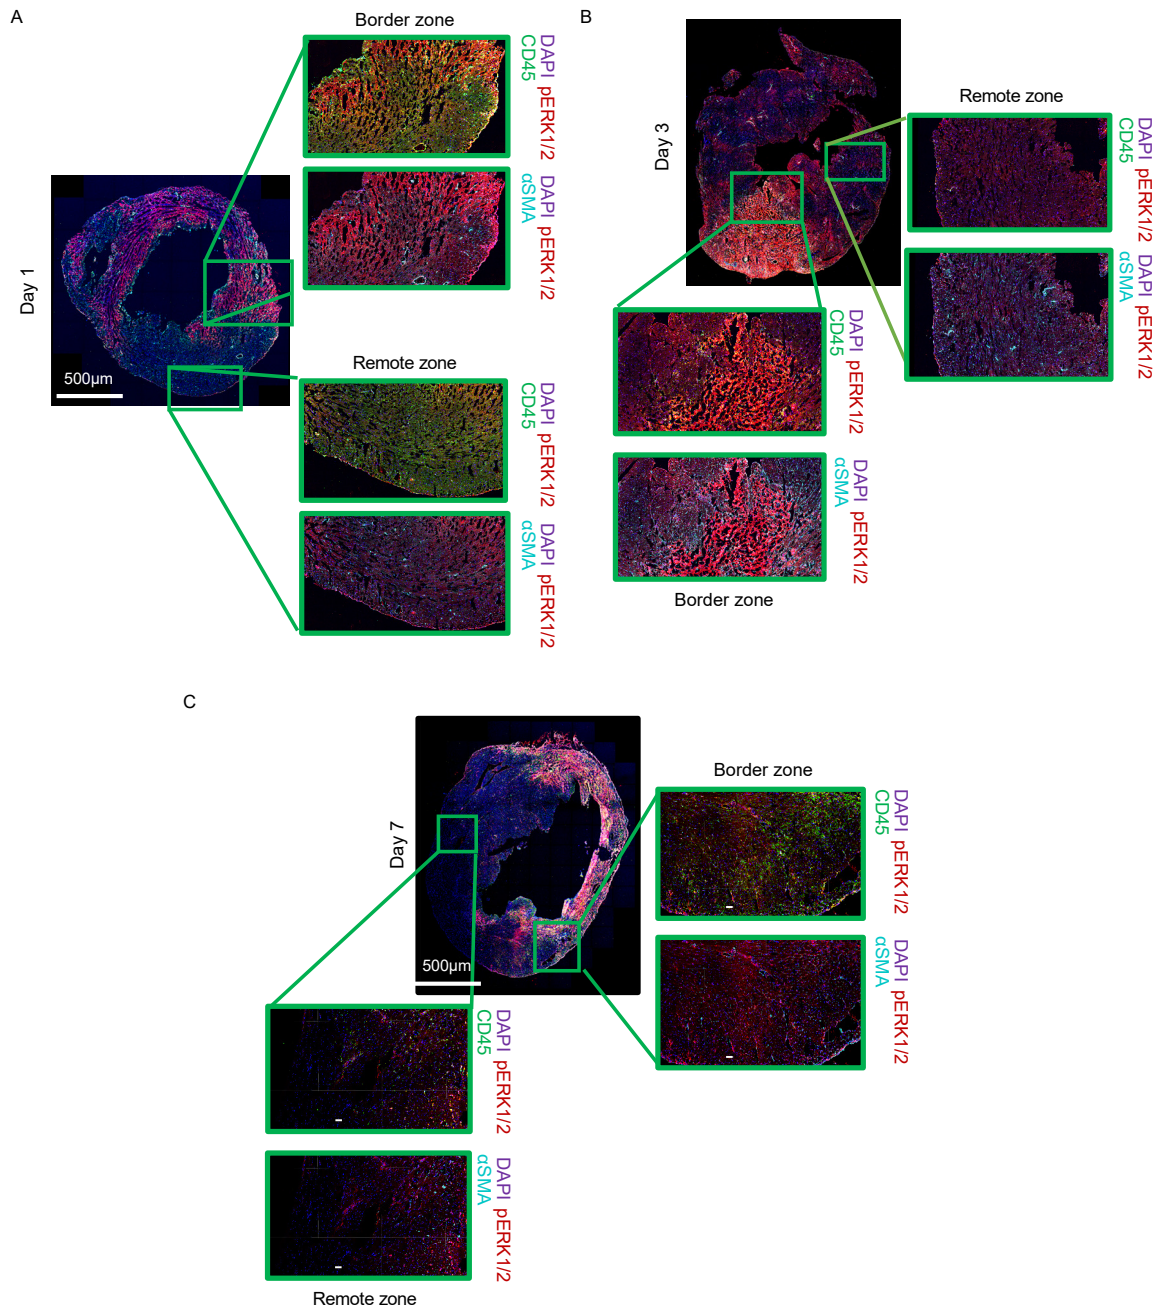 A
Border zone
DAPI pERK1/2
CD45
DAPI pERK1/2
αSMA
Day 1
500µm
Remote zone
DAPI pERK1/2
CD45
DAPI pERK1/2
αSMA
B
Day 3
Remote zone
DAPI pERK1/2
CD45
DAPI pERK1/2
αSMA
DAPI pERK1/2
CD45
DAPI pERK1/2
αSMA
Border zone
C
Day 7
500µm
Border zone
DAPI pERK1/2
CD45
DAPI pERK1/2
αSMA
DAPI pERK1/2
CD45
DAPI pERK1/2
αSMA
Remote zone